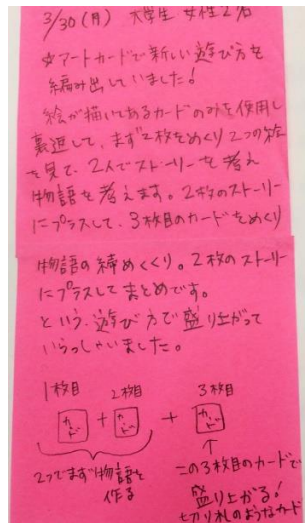 3/30(月) 大学生 女性2名
☆アートカードで新しい遊び方を
編み出していました!
絵が描いてあるカードのみを使用し
裏返して、まず2枚をめくり2つの絵
を見て、2人でストーリーを考え
物語を考えます。2枚のストーリー
にプラスして、3枚目のカードをめくり
物語の締めくくり。2枚のストーリー
にプラスしてまとめです。
という、遊び方で盛り上がって
いらっしゃいました。
1枚目 2枚目 3枚目
カード + カード + カード
2つでまず物語を
作る
↑
この3枚目のカードで
盛り上がる!
切り札のようなカード